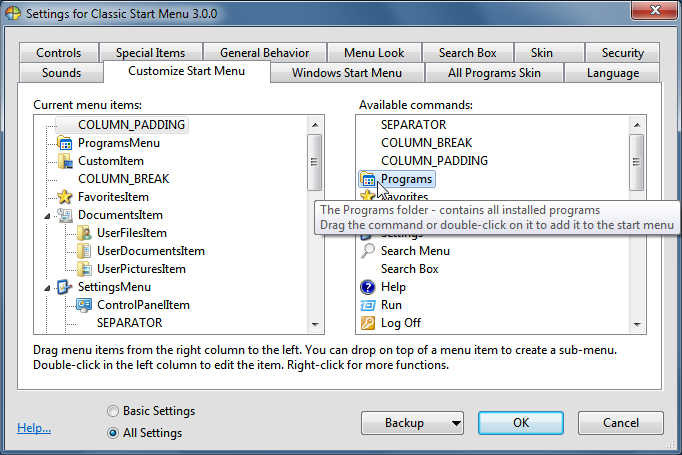 Settings for Classic Start Menu 3.0.0
Controls
Special Items
General Behavior
Menu Look
Search Box
Skin
Security
Sounds
Customize Start Menu
Windows Start Menu
All Programs Skin
Language
Current menu items:
COLUMN_PADDING
ProgramsMenu
CustomItem
COLUMN_BREAK
FavoritesItem
DocumentsItem
UserFilesItem
UserDocumentsItem
UserPicturesItem
SettingsMenu
ControlPanelItem
SEPARATOR
Available commands:
SEPARATOR
COLUMN_BREAK
COLUMN_PADDING
Programs
Favorites
The Programs folder - contains all installed programs
Drag the command or double-click on it to add it to the start menu
Settings
Search Menu
Search Box
Help
Run
Log Off
Drag menu items from the right column to the left. You can drop on top of a menu item to create a sub-menu.
Double-click in the left column to edit the item. Right-click for more functions.
Help...
Basic Settings
All Settings
Backup
OK
Cancel